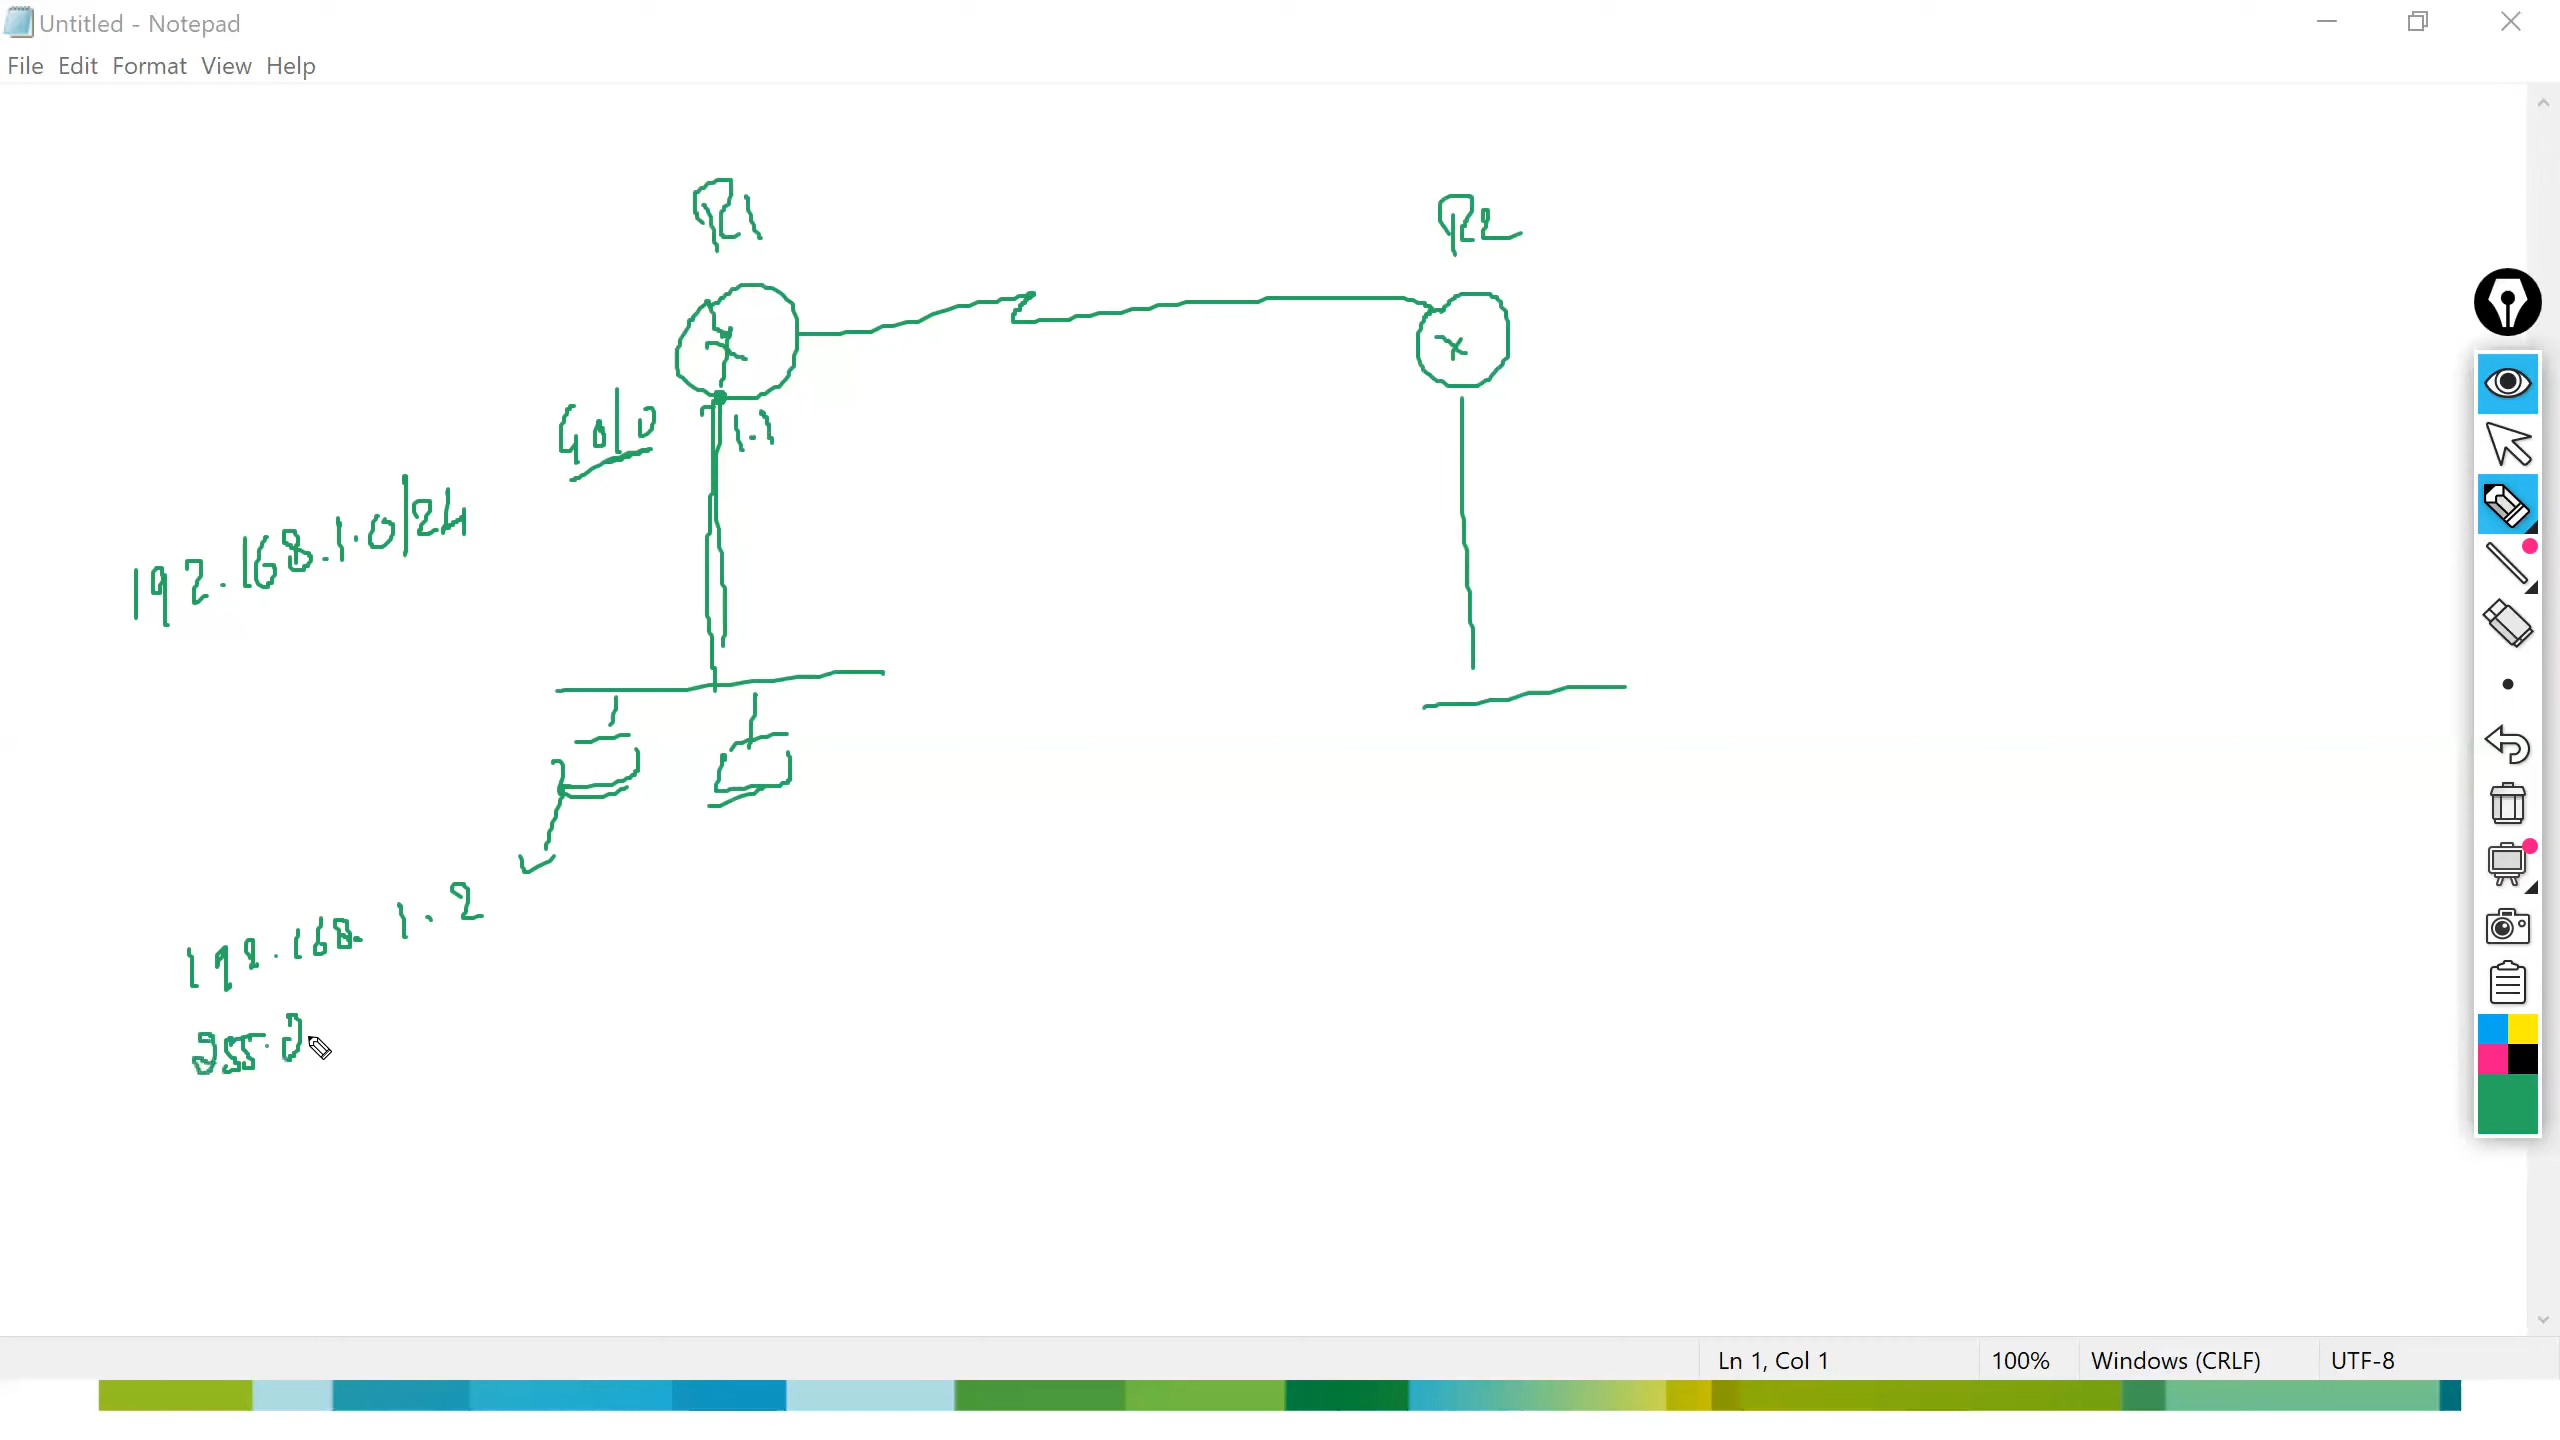 Untitled - Notepad
File Edit Format View Help
R1
R2
G0/0
1.1
192.168.1.0/24
192.168.1.2
255.
Ln 1, Col 1
100%
Windows (CRLF)
UTF-8